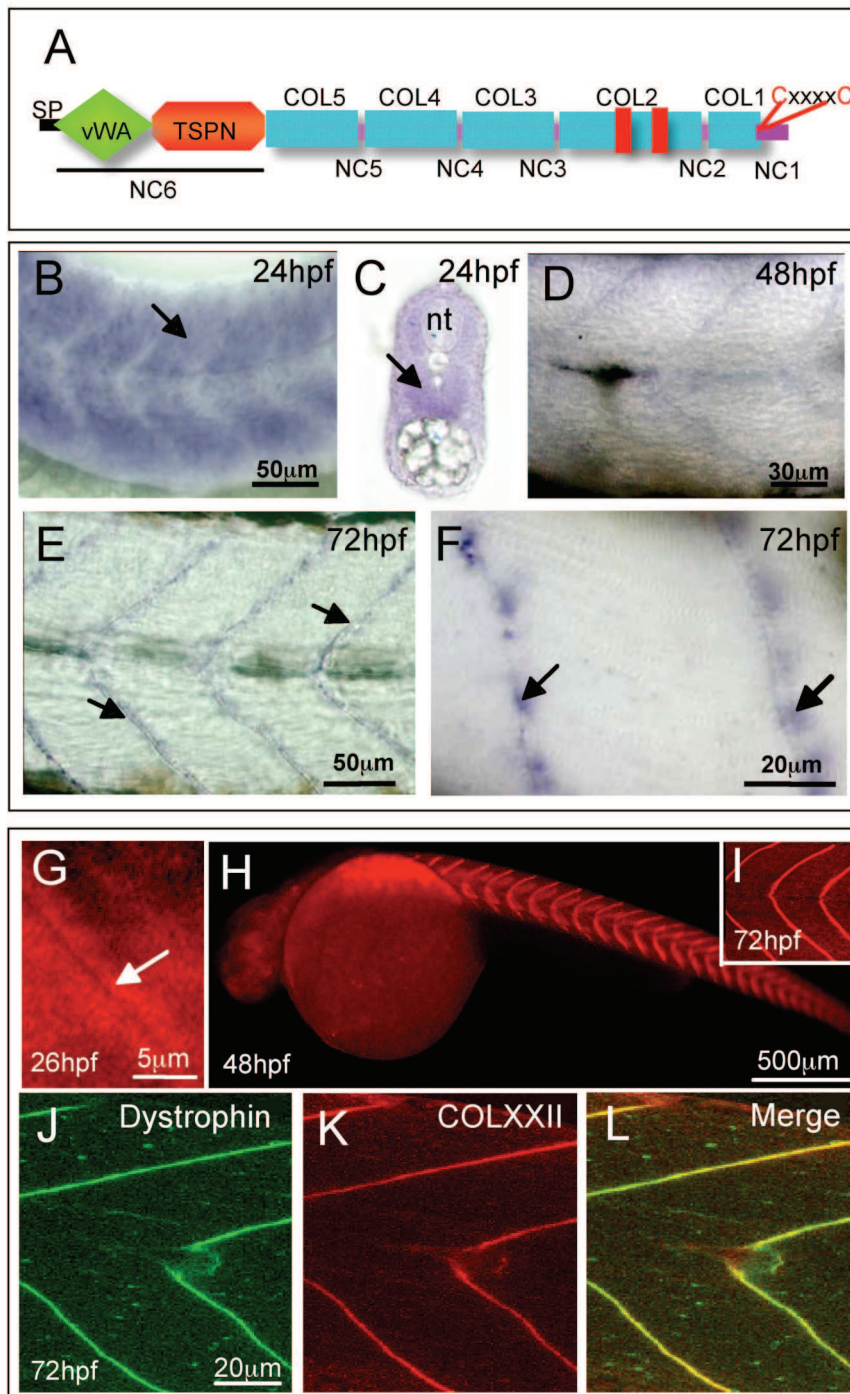 A
COL5 COL4 COL3 COL2 COL1 CxxxxC
SP vWA TSPN
NC6 NC5 NC4 NC3 NC2 NC1
B 24hpf
50μm
C 24hpf
nt
D 48hpf
30μm
E 72hpf
50μm
F 72hpf
20μm
G
26hpf 5μm
H
48hpf 500μm
I
72hpf
J Dystrophin
72hpf 20μm
K COLXXII
L Merge